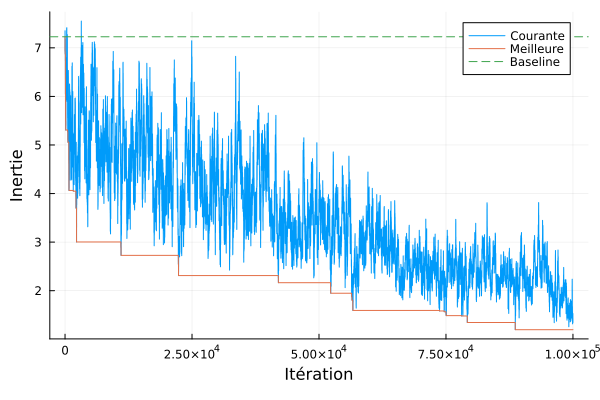 Courante
Meilleure
Baseline
Inertie
7
6
5
4
3
2
0
2.50×10⁴
5.00×10⁴
7.50×10⁴
1.00×10⁵
Itération